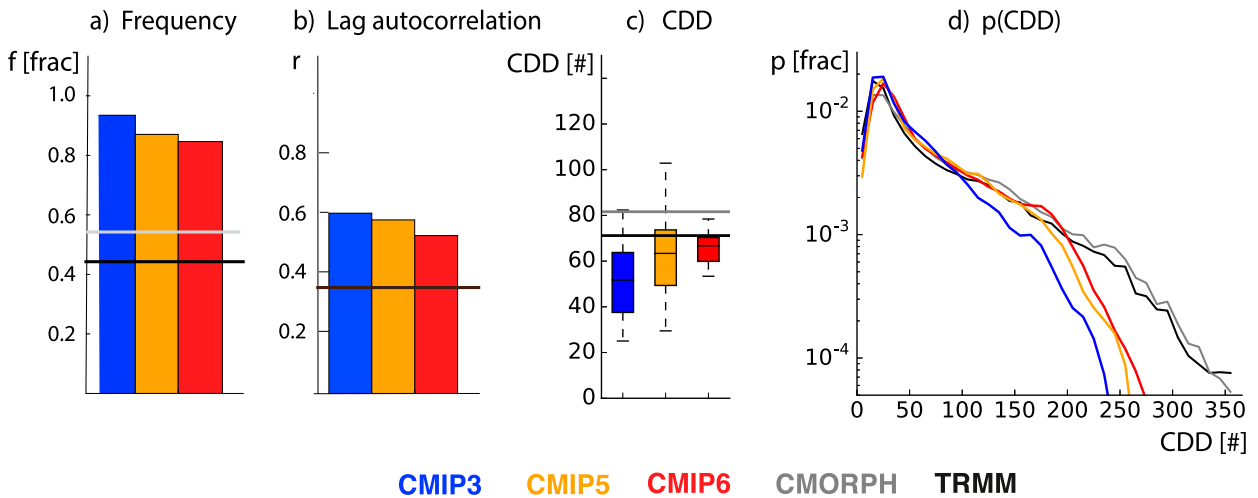 a) Frequency
b) Lag autocorrelation
c) CDD
d) p(CDD)
f [frac]
1.0
0.8
0.6
0.4
0.2
r
0.8
0.6
0.4
0.2
CDD [#]
120
100
80
60
40
20
0
p [frac]
10⁻²
10⁻³
10⁻⁴
0 50 100 150 200 250 300 350
CDD [#]
CMIP3 CMIP5 CMIP6 CMORPH TRMM